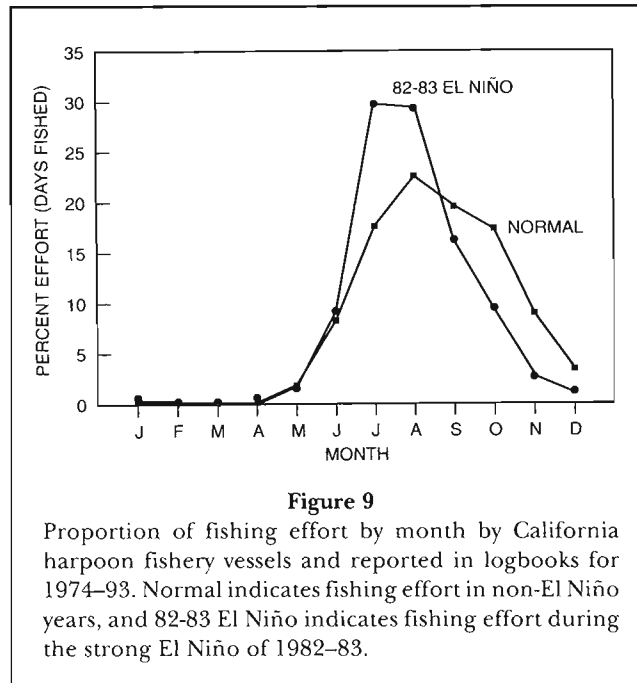 35
30
25
20
15
10
5
0
PERCENT EFFORT (DAYS FISHED)
82-83 EL NIÑO
NORMAL
J F M A M J J A S O N D
MONTH
Figure 9
Proportion of fishing effort by month by California
harpoon fishery vessels and reported in logbooks for
1974–93. Normal indicates fishing effort in non-El Niño
years, and 82-83 El Niño indicates fishing effort during
the strong El Niño of 1982–83.